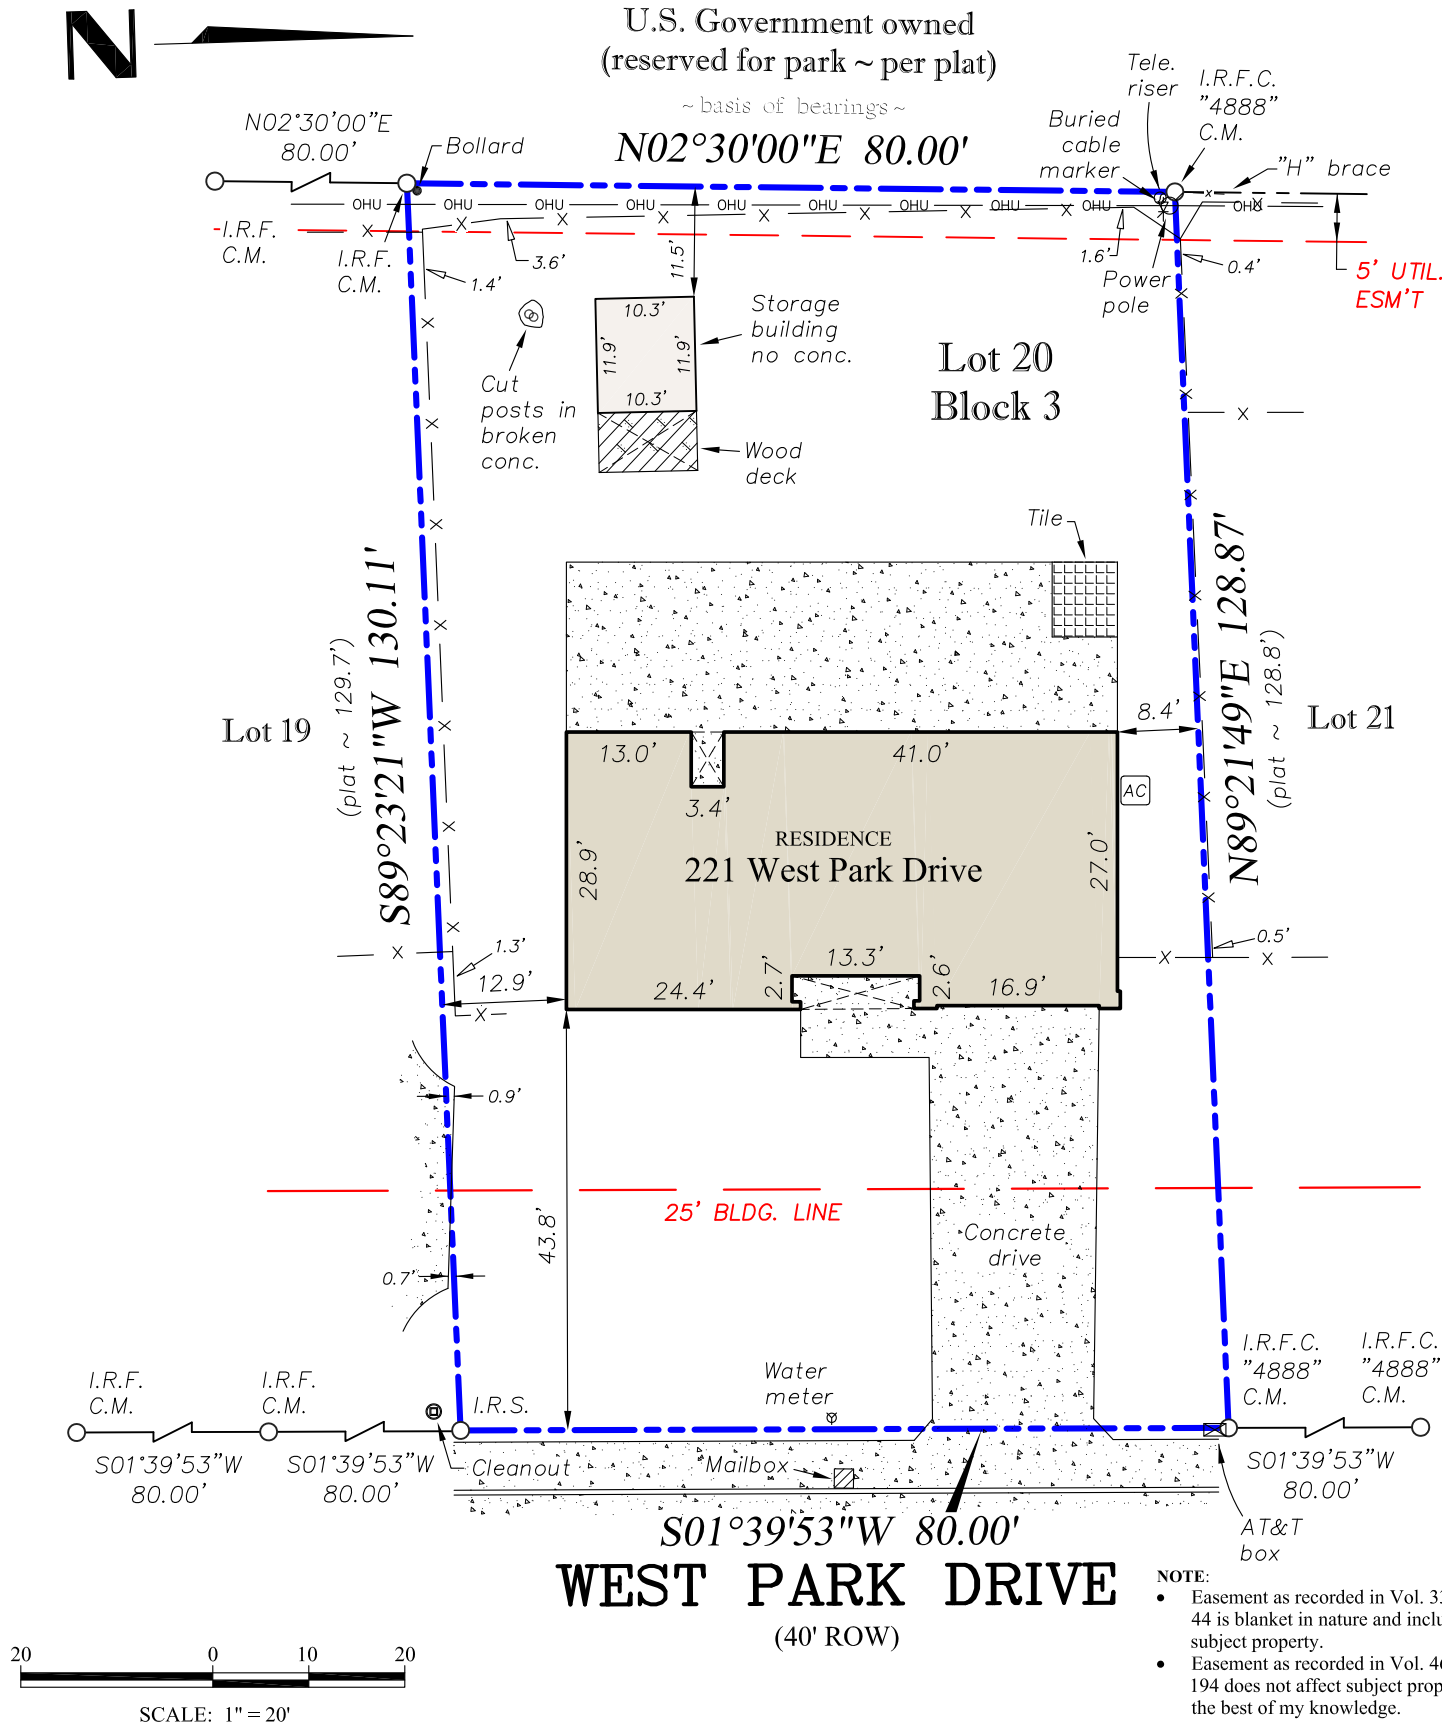 N
U.S. Government owned
(reserved for park ~ per plat)
~ basis of bearings ~
N02°30'00"E 80.00'
N02°30'00"E
80.00'
Bollard
Tele.
riser
I.R.F.C.
"4888"
C.M.
Buried
cable
marker
"H" brace
OHU OHU OHU OHU OHU OHU OHU OHU OHU
I.R.F.
C.M.
I.R.F.
C.M.
1.4'
3.6'
11.5'
1.6'
Power
pole
0.4'
5' UTIL.
ESM'T
Cut
posts in
broken
conc.
10.3'
11.9'
11.9'
10.3'
Storage
building
no conc.
Wood
deck
Lot 20
Block 3
Tile
S89°23'21"W 130.11'
(plat ~ 129.7')
N89°21'49"E 128.87'
(plat ~ 128.8')
Lot 19
Lot 21
8.4'
13.0'
41.0'
3.4'
AC
RESIDENCE
221 West Park Drive
28.9'
27.0'
1.3'
12.9'
24.4'
2.7'
13.3'
2.6'
16.9'
0.5'
0.9'
25' BLDG. LINE
43.8'
0.7'
Concrete
drive
I.R.F.
C.M.
I.R.F.
C.M.
I.R.S.
Water
meter
I.R.F.C.
"4888"
C.M.
I.R.F.C.
"4888"
C.M.
S01°39'53"W
80.00'
S01°39'53"W
80.00'
Cleanout
Mailbox
S01°39'53"W
80.00'
S01°39'53"W 80.00'
AT&T
box
WEST PARK DRIVE
(40' ROW)
NOTE:
• Easement as recorded in Vol.
44 is blanket in nature and
subject property.
• Easement as recorded in Vol.
194 does not affect subject
the best of my knowledge.
20 0 10 20
SCALE: 1" = 20'